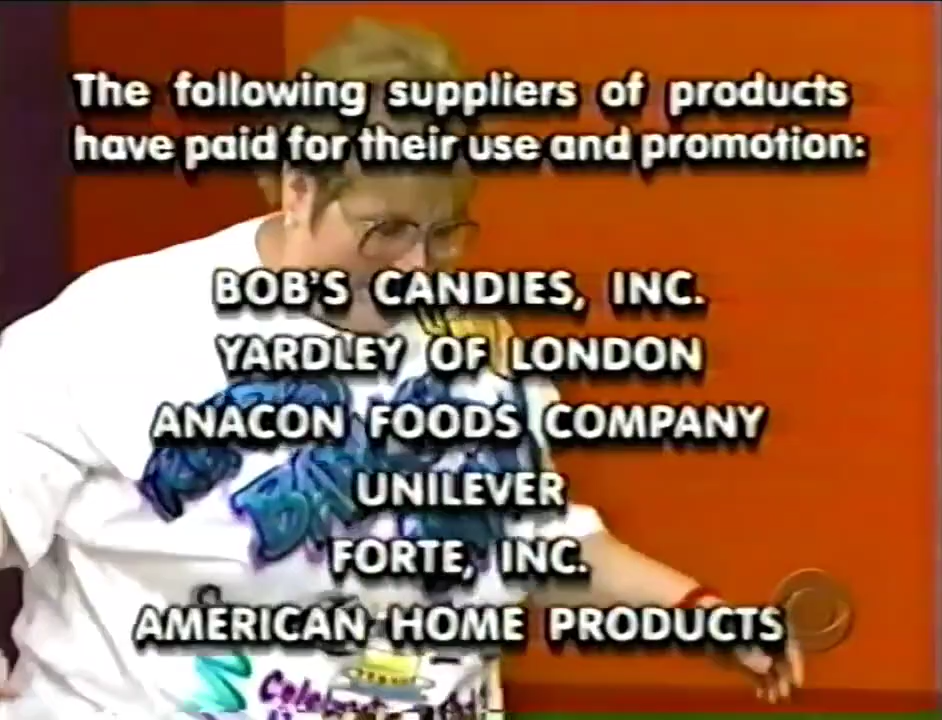 The following suppliers of products
have paid for their use and promotion:
BOB'S CANDIES, INC.
YARDLEY OF LONDON
ANACON FOODS COMPANY
UNILEVER
FORTE, INC.
AMERICAN HOME PRODUCTS